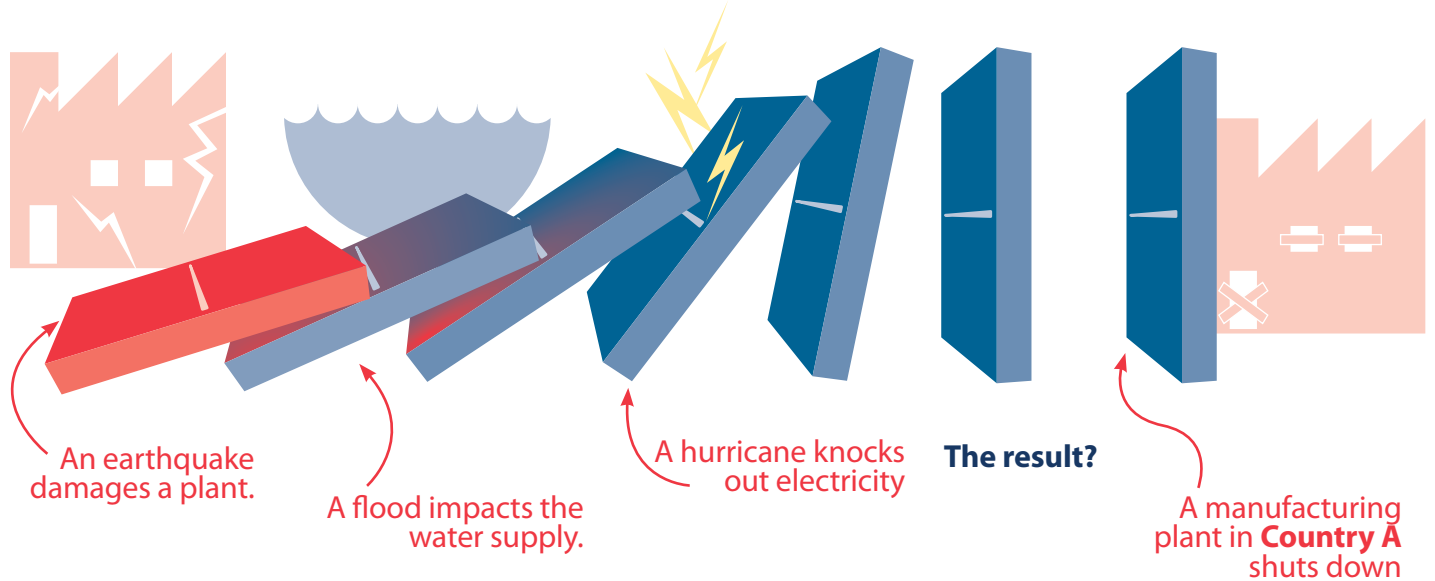 An earthquake
damages a plant.
A flood impacts the
water supply.
A hurricane knocks
out electricity
The result?
A manufacturing
plant in Country A
shuts down